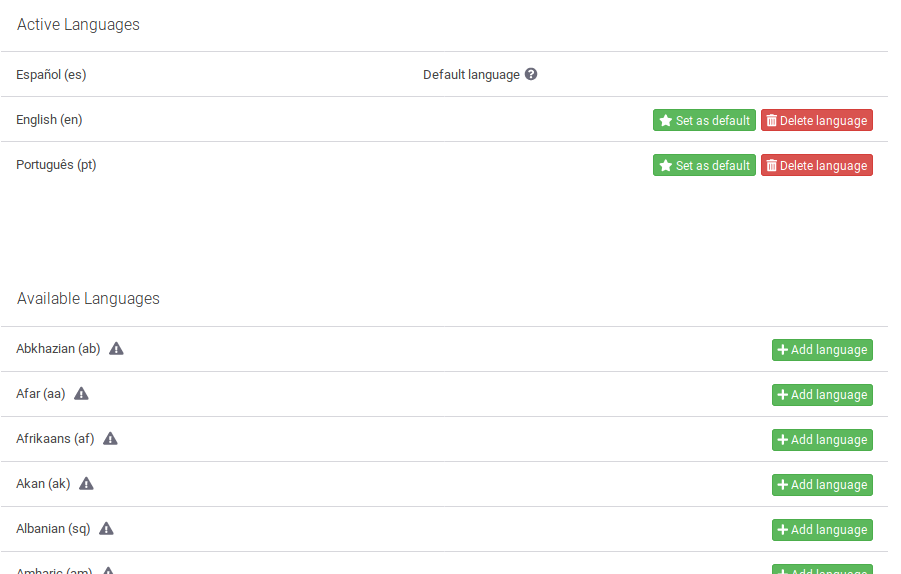 Active Languages
Español (es) Default language
English (en) Set as default Delete language
Português (pt) Set as default Delete language
Available Languages
Abkhazian (ab) Add language
Afar (aa) Add language
Afrikaans (af) Add language
Akan (ak) Add language
Albanian (sq) Add language
Amharic (am) Add language